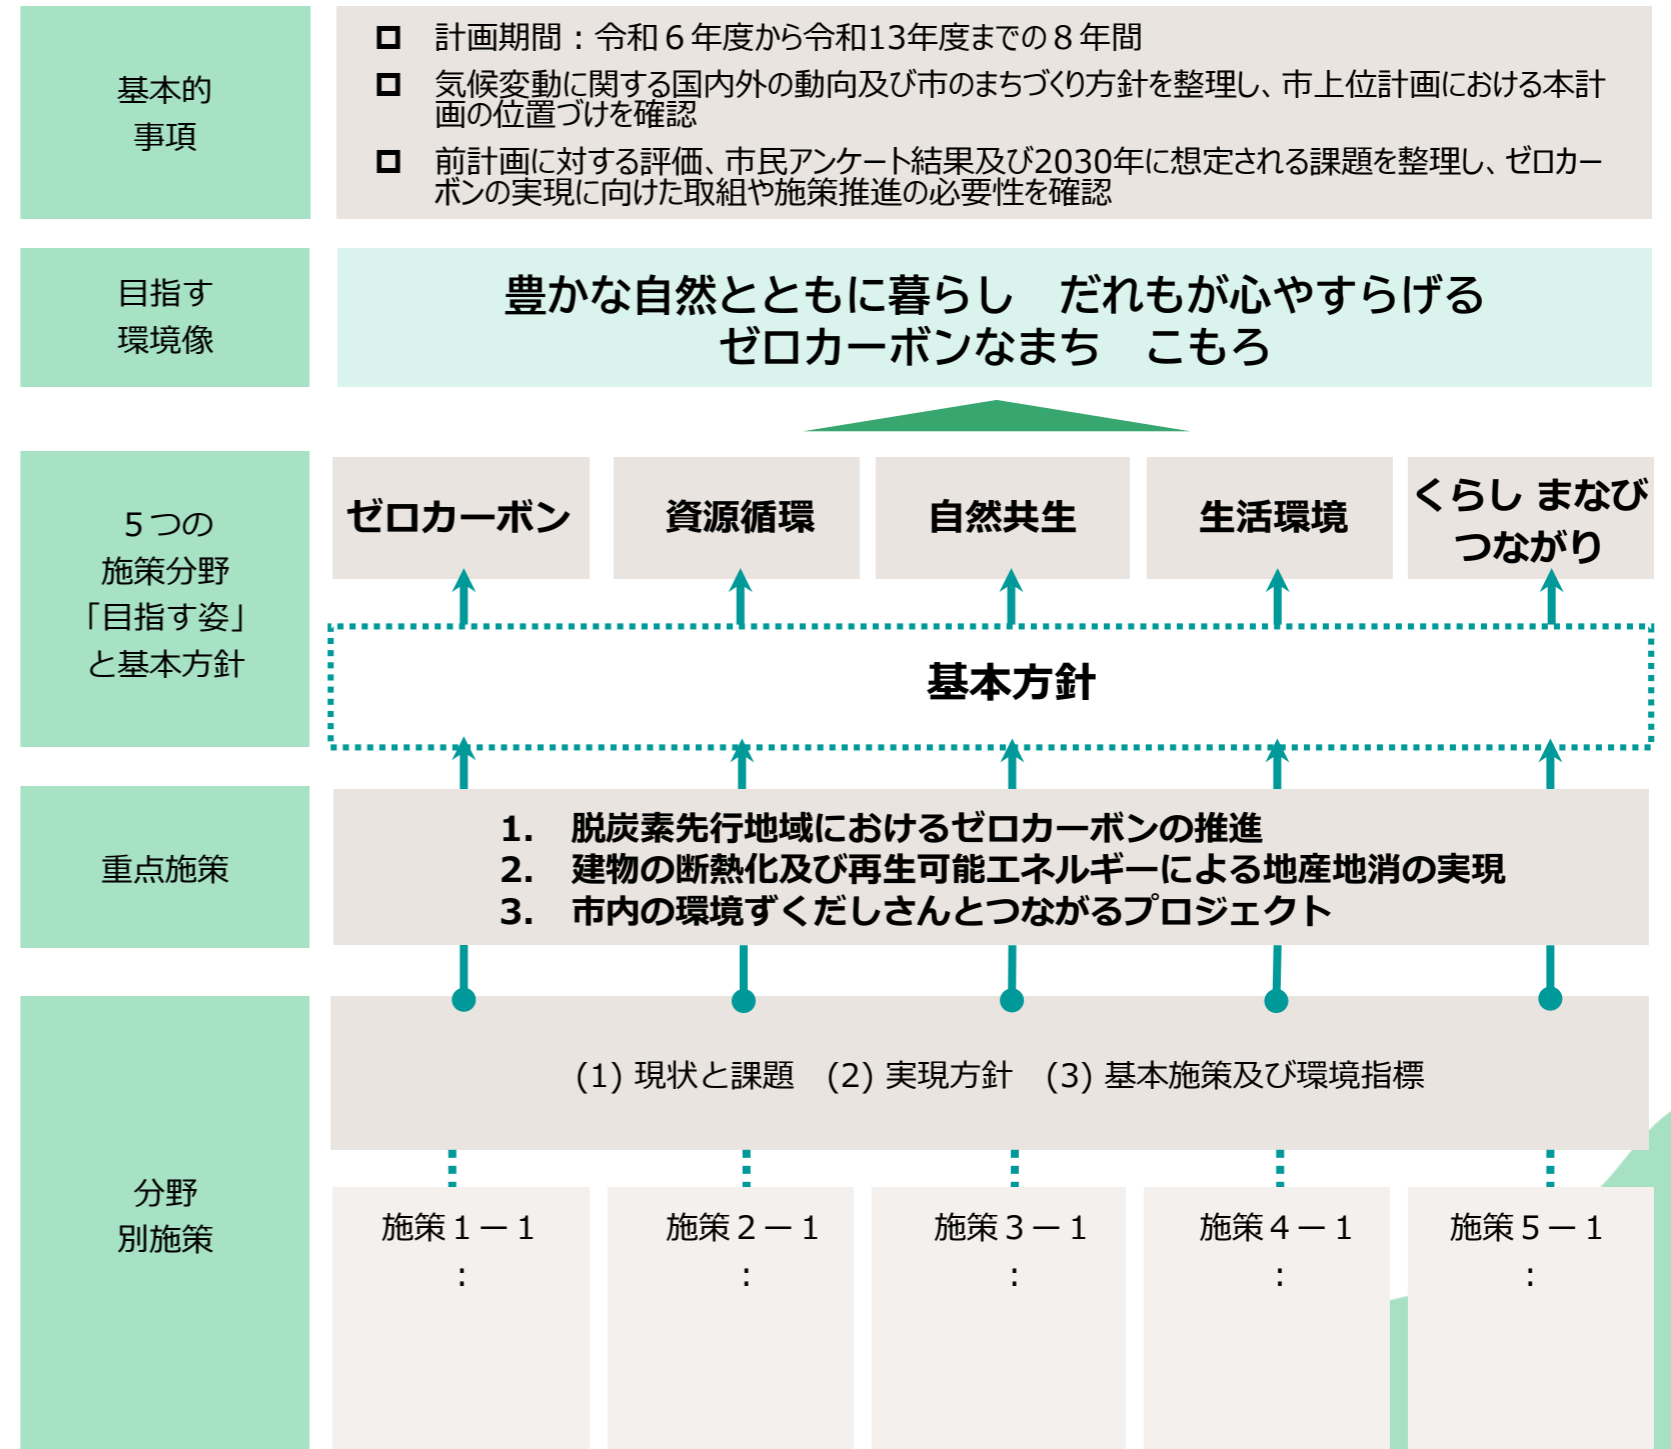 基本的
事項
計画期間：令和６年度から令和13年度までの８年間
気候変動に関する国内外の動向及び市のまちづくり方針を整理し、市上位計画における本計
画の位置づけを確認
前計画に対する評価、市民アンケート結果及び2030年に想定される課題を整理し、ゼロカー
ボンの実現に向けた取組や施策推進の必要性を確認
目指す
環境像
豊かな自然とともに暮らし　だれもが心やすらげる
ゼロカーボンなまち　こもろ
５つの
施策分野
「目指す姿」
と基本方針
ゼロカーボン
資源循環
自然共生
生活環境
くらし まなび
つながり
基本方針
重点施策
1. 脱炭素先行地域におけるゼロカーボンの推進
2. 建物の断熱化及び再生可能エネルギーによる地産地消の実現
3. 市内の環境ずくだしさんとつながるプロジェクト
分野
別施策
(1) 現状と課題　(2) 実現方針　(3) 基本施策及び環境指標
施策１－１
：
施策２－１
：
施策３－１
：
施策４－１
：
施策５－１
：